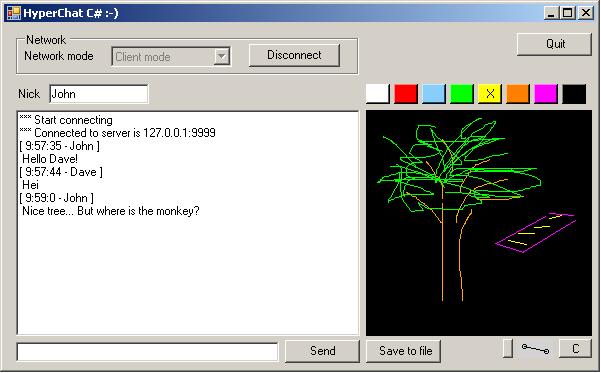 HyperChat C# :-)
Network
Network mode
Client mode
Disconnect
Quit
Nick
John
X
*** Start connecting
*** Connected to server is 127.0.0.1:9999
[ 9:57:35 - John ]
Hello Dave!
[ 9:57:44 - Dave ]
Hei
[ 9:59:0 - John ]
Nice tree... But where is the monkey?
Send
Save to file
C